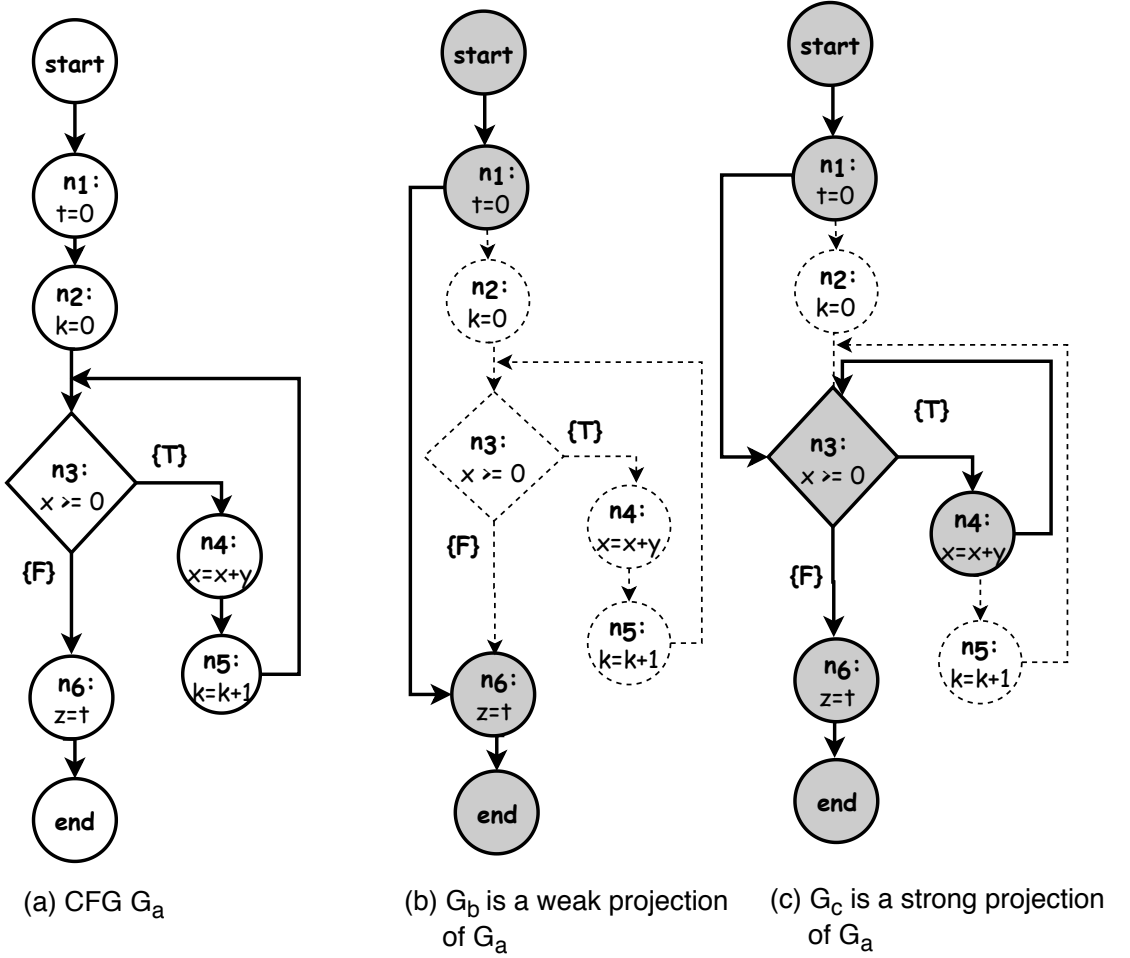 start
n1:
t=0
n2:
k=0
n3:
x >= 0
{T}
{F}
n4:
x=x+y
n5:
k=k+1
n6:
z=t
end
(a) CFG Ga
start
n1:
t=0
n2:
k=0
n3:
x >= 0
{T}
{F}
n4:
x=x+y
n5:
k=k+1
n6:
z=t
end
(b) Gb is a weak projection
of Ga
start
n1:
t=0
n2:
k=0
{T}
n3:
x >= 0
n4:
x=x+y
{F}
n5:
k=k+1
n6:
z=t
end
(c) Gc is a strong projection
of Ga